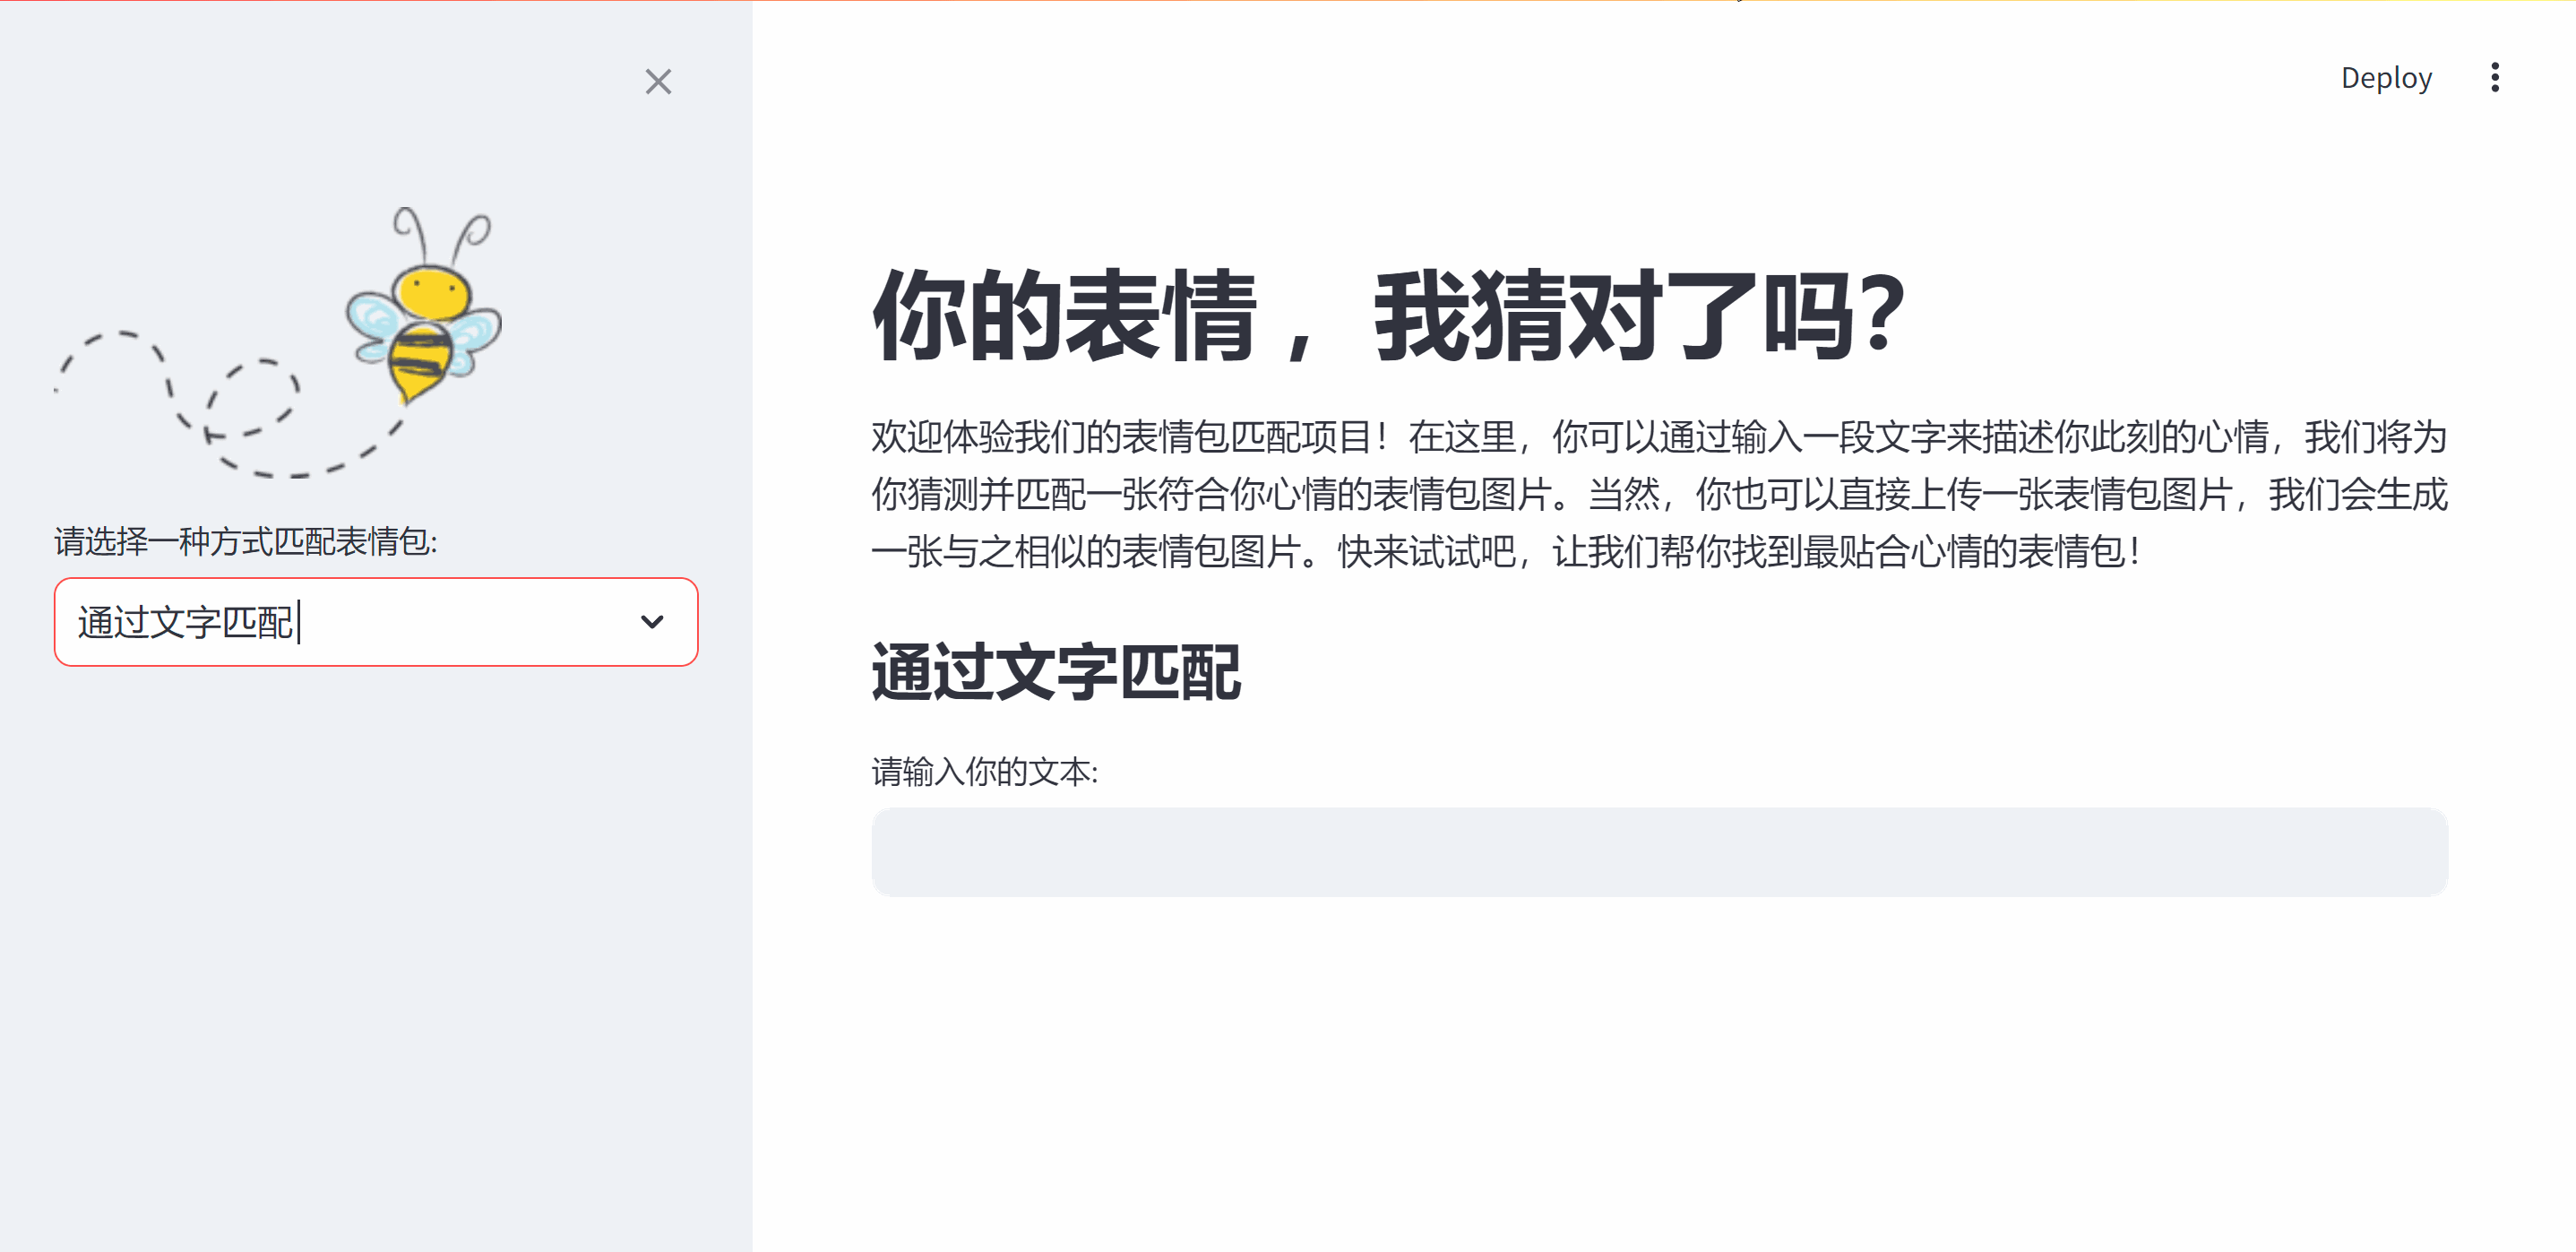 Deploy
请选择一种方式匹配表情包:
通过文字匹配
你的表情，我猜对了吗？
欢迎体验我们的表情包匹配项目！在这里，你可以通过输入一段文字来描述你此刻的心情，我们将为
你猜测并匹配一张符合你心情的表情包图片。当然，你也可以直接上传一张表情包图片，我们会生成
一张与之相似的表情包图片。快来试试吧，让我们帮你找到最贴合心情的表情包！
通过文字匹配
请输入你的文本: